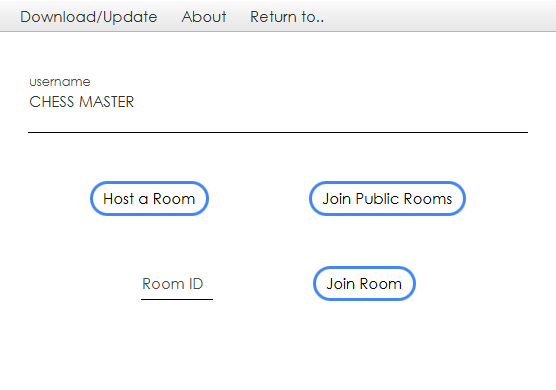 Download/Update About Return to..
username
CHESS MASTER
Host a Room Join Public Rooms
Room ID Join Room